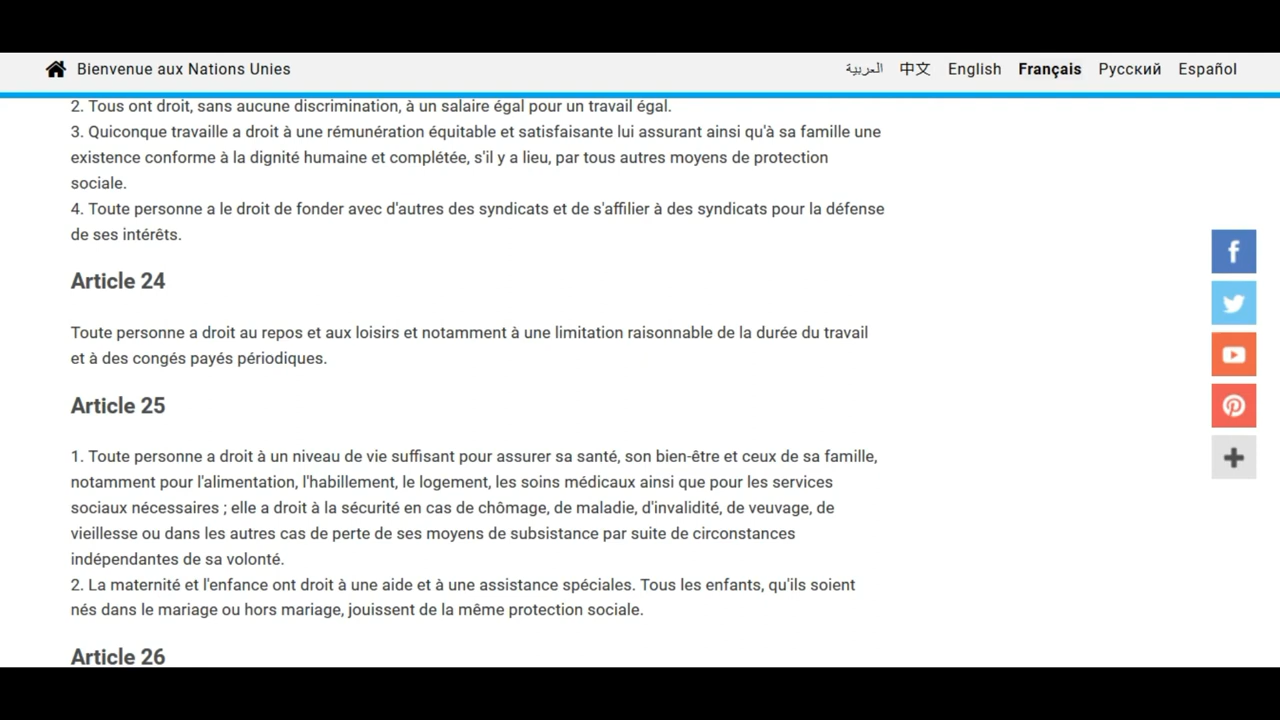 Bienvenue aux Nations Unies
العربية 中文 English Français Русский Español
2. Tous ont droit, sans aucune discrimination, à un salaire égal pour un travail égal.
3. Quiconque travaille a droit à une rémunération équitable et satisfaisante lui assurant ainsi qu'à sa famille une
existence conforme à la dignité humaine et complétée, s'il y a lieu, par tous autres moyens de protection
sociale.
4. Toute personne a le droit de fonder avec d'autres des syndicats et de s'affilier à des syndicats pour la défense
de ses intérêts.
Article 24
Toute personne a droit au repos et aux loisirs et notamment à une limitation raisonnable de la durée du travail
et à des congés payés périodiques.
Article 25
1. Toute personne a droit à un niveau de vie suffisant pour assurer sa santé, son bien-être et ceux de sa famille,
notamment pour l'alimentation, l'habillement, le logement, les soins médicaux ainsi que pour les services
sociaux nécessaires ; elle a droit à la sécurité en cas de chômage, de maladie, d'invalidité, de veuvage, de
vieillesse ou dans les autres cas de perte de ses moyens de subsistance par suite de circonstances
indépendantes de sa volonté.
2. La maternité et l'enfance ont droit à une aide et à une assistance spéciales. Tous les enfants, qu'ils soient
nés dans le mariage ou hors mariage, jouissent de la même protection sociale.
Article 26